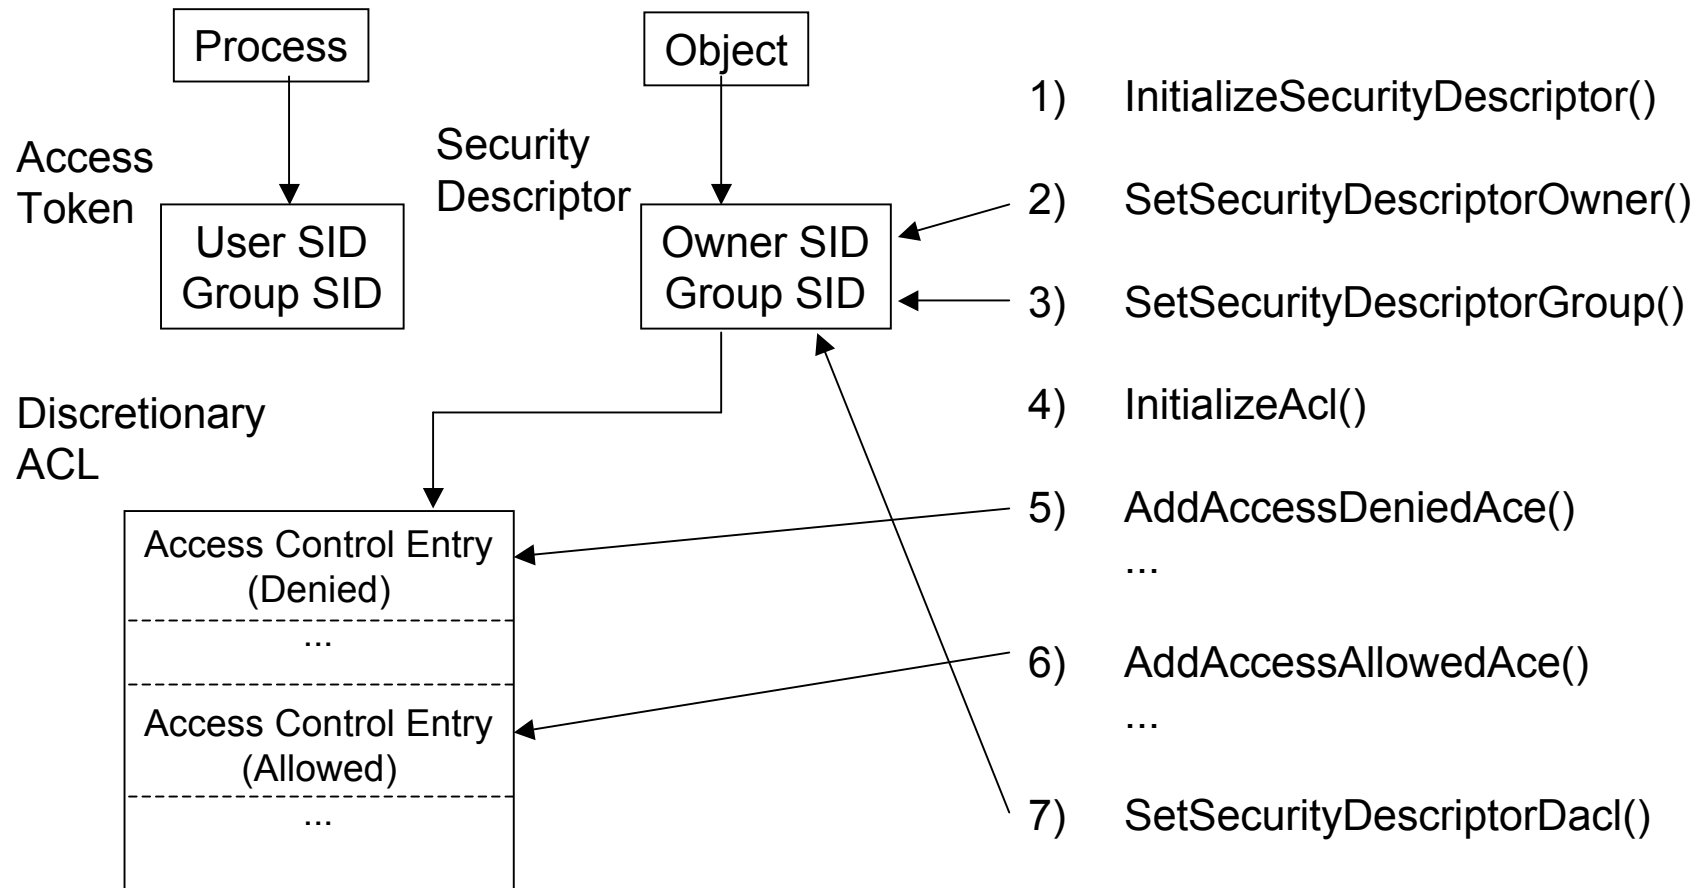 Process
Object
Access
Token
Security
Descriptor
User SID
Group SID
Owner SID
Group SID
Discretionary
ACL
Access Control Entry
(Denied)
...
Access Control Entry
(Allowed)
...
1) InitializeSecurityDescriptor()
2) SetSecurityDescriptorOwner()
3) SetSecurityDescriptorGroup()
4) InitializeAcl()
5) AddAccessDeniedAce()
...
6) AddAccessAllowedAce()
...
7) SetSecurityDescriptorDacl()